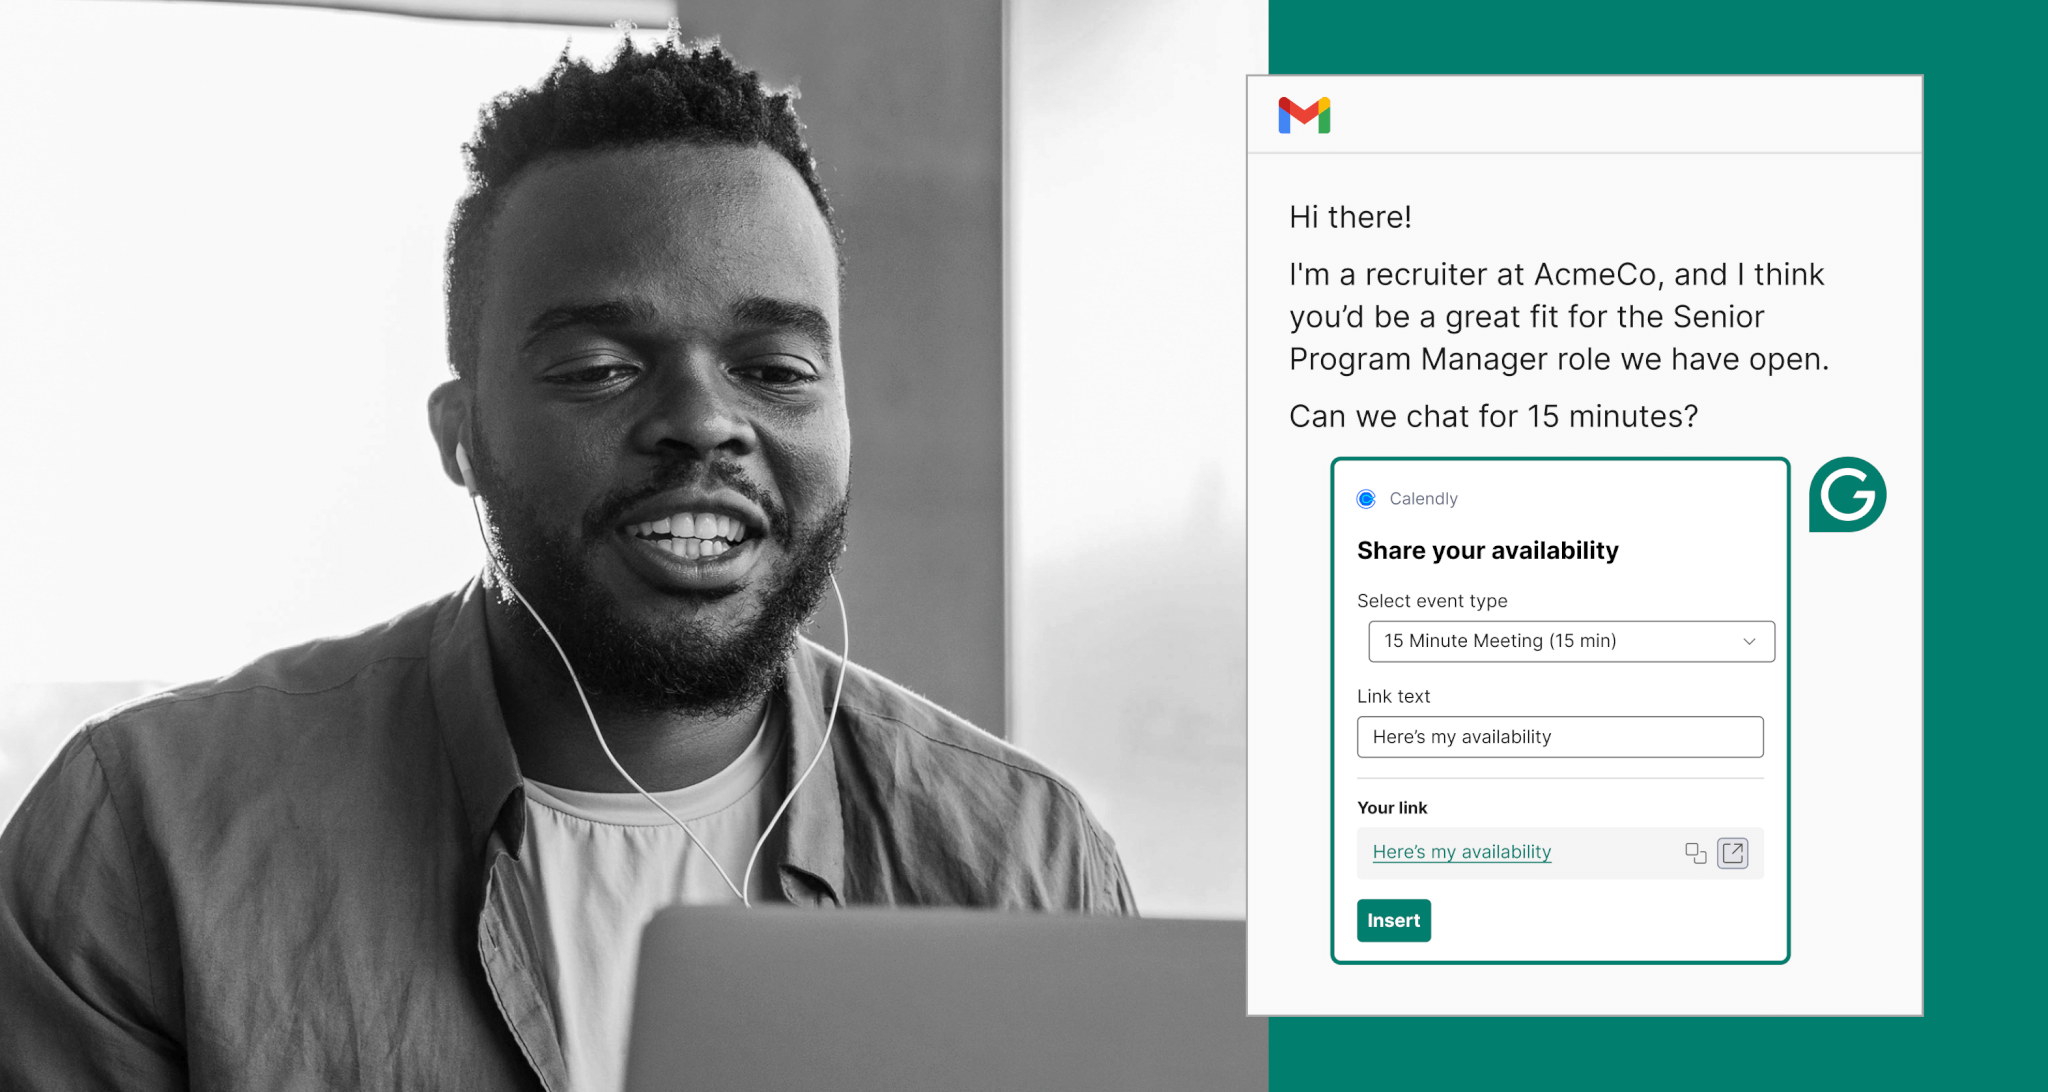 Hi there!
I'm a recruiter at AcmeCo, and I think
you’d be a great fit for the Senior
Program Manager role we have open.
Can we chat for 15 minutes?
Calendly
Share your availability
Select event type
15 Minute Meeting (15 min)
Link text
Here’s my availability
Your link
Here’s my availability
Insert